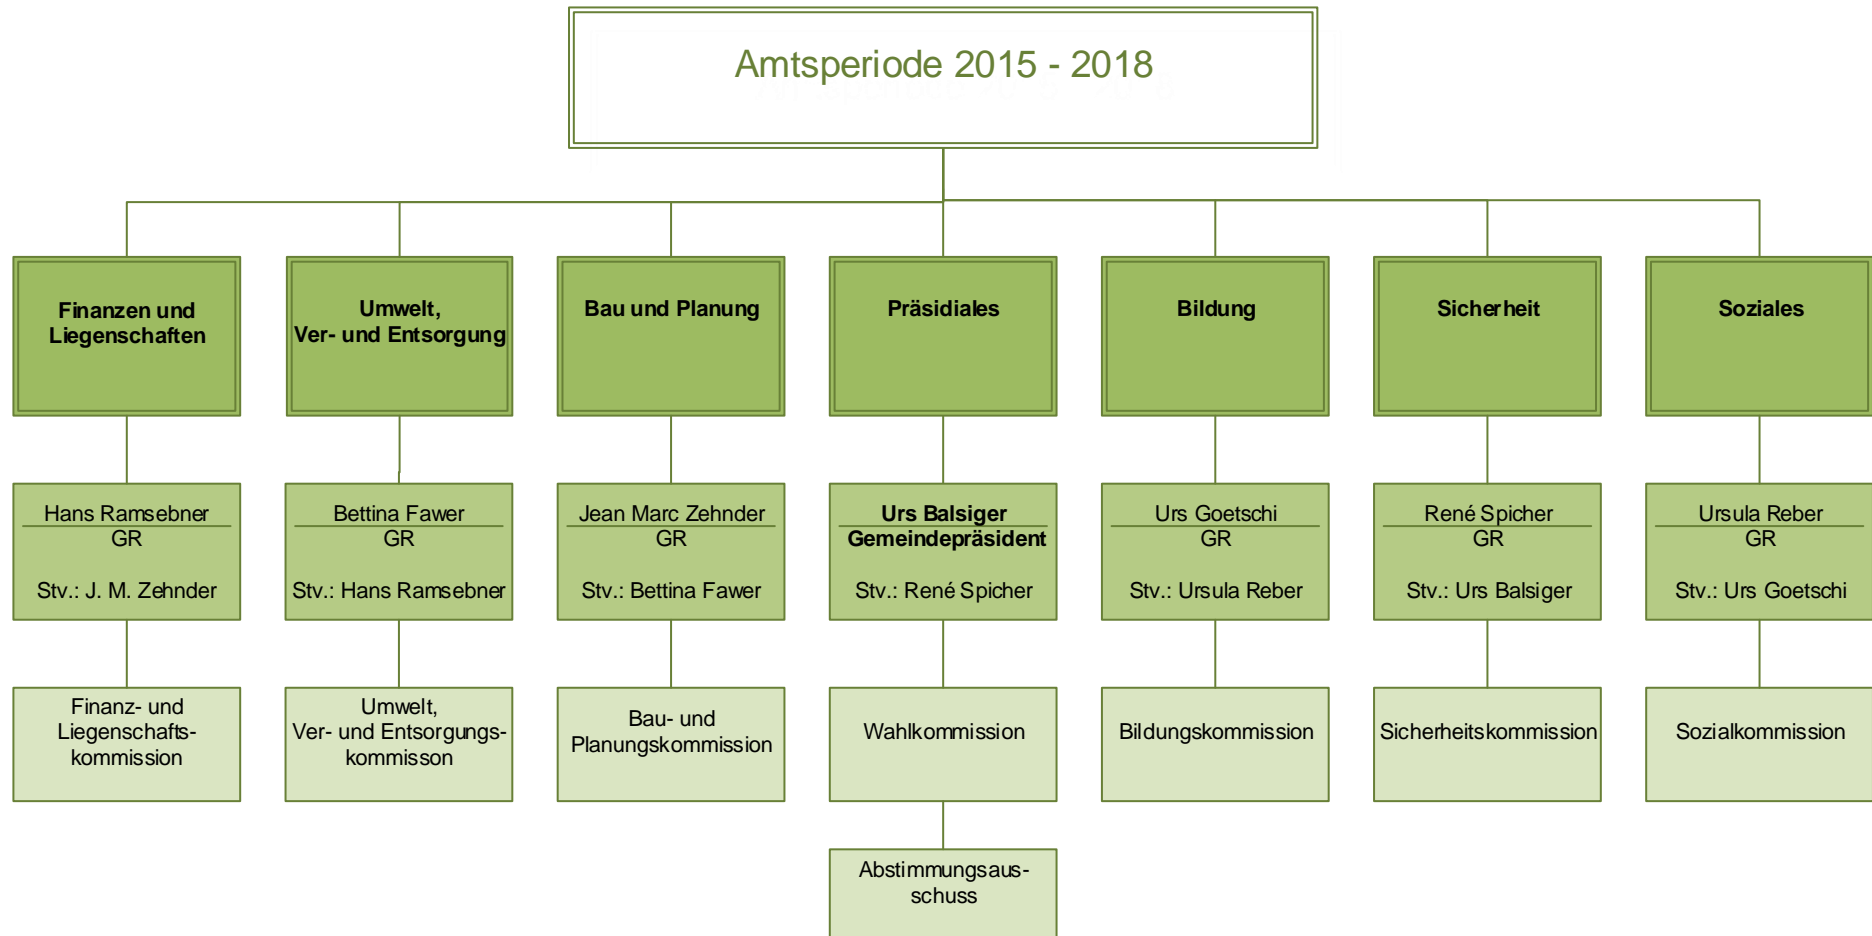 Amtsperiode 2015 - 2018
Finanzen und
Liegenschaften
Umwelt,
Ver- und Entsorgung
Bau und Planung
Präsidiales
Bildung
Sicherheit
Soziales
Hans Ramsebner
GR
Stv.: J. M. Zehnder
Bettina Fawer
GR
Stv.: Hans Ramsebner
Jean Marc Zehnder
GR
Stv.: Bettina Fawer
Urs Balsiger
Gemeindepräsident
Stv.: René Spicher
Urs Goetschi
GR
Stv.: Ursula Reber
René Spicher
GR
Stv.: Urs Balsiger
Ursula Reber
GR
Stv.: Urs Goetschi
Finanz- und
Liegenschafts-
kommission
Umwelt,
Ver- und Entsorgungs-
kommisson
Bau- und
Planungskommission
Wahlkommission
Bildungskommission
Sicherheitskommission
Sozialkommission
Abstimmungsaus-
schuss